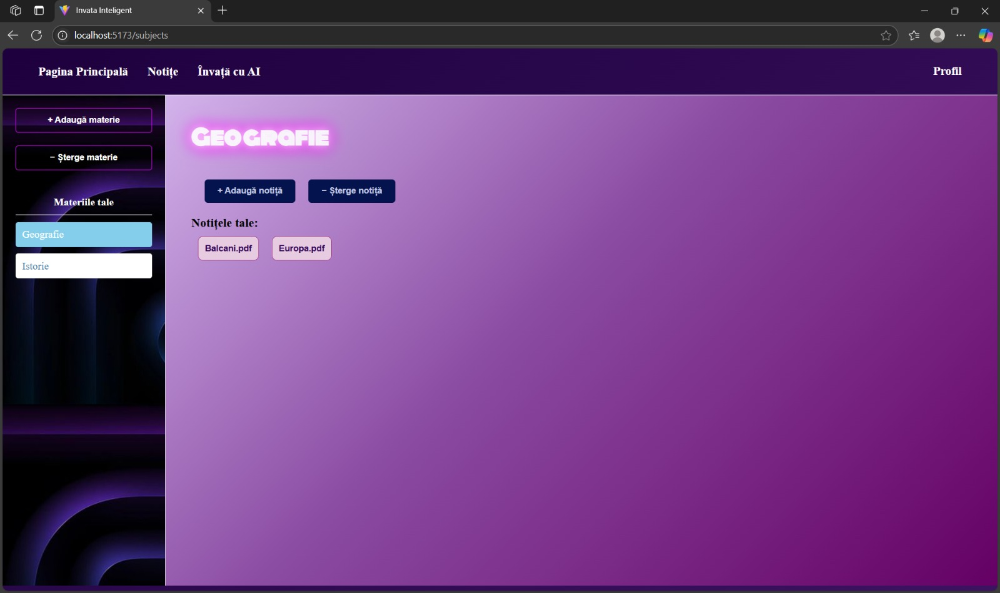 Invata Inteligent
localhost:5173/subjects
Pagina Principală
Notițe
Învață cu AI
Profil
+ Adaugă materie
− Șterge materie
Materiile tale
Geografie
Istorie
Geografie
+ Adaugă notiță
− Șterge notiță
Notițele tale:
Balcani.pdf
Europa.pdf